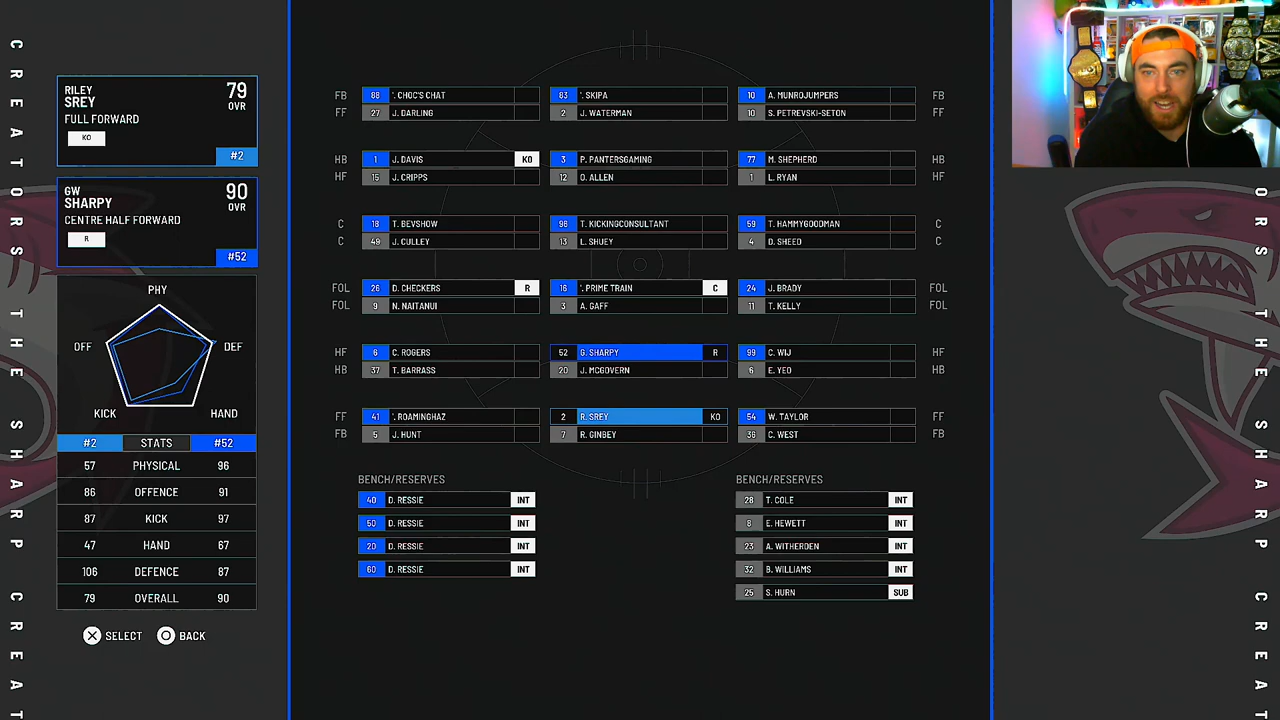 CREATORS THE SHARP CREAT
RILEY
SREY
79
OVR
FULL FORWARD
KO
#2
GW
SHARPY
90
OVR
CENTRE HALF FORWARD
R
#52
PHY
OFF
DEF
KICK
HAND
#2 STATS #52
57 PHYSICAL 96
86 OFFENCE 91
87 KICK 97
47 HAND 67
106 DEFENCE 87
79 OVERALL 90
SELECT BACK
FB 88 '. CHOC'S CHAT 63 '. SKIPA 10 A. MUNROJUMPERS FB
FF 27 J. DARLING 2 J. WATERMAN 10 S. PETREVSKI-SETON FF
HB 1 J. DAVIS KO 3 P. PANTERSGAMING 77 M. SHEPHERD HB
HF 15 J. CRIPPS 12 O. ALLEN 1 L. RYAN HF
C 18 T. BEVSHOW 98 T. KICKINGCONSULTANT 59 T. HAMMYGOODMAN C
C 49 J. CULLEY 13 L. SHUEY 4 D. SHEED C
FOL 26 D. CHECKERS R 16 '. PRIME TRAIN C 24 J. BRADY FOL
FOL 9 N. NAITANUI 3 A. GAFF 11 T. KELLY FOL
HF 6 C. ROGERS 52 G. SHARPY R 99 C. WIJ HF
HB 37 T. BARRASS 20 J. MCGOVERN 6 E. YEO HB
FF 41 '. ROAMINGHAZ 2 R. SREY KO 54 W. TAYLOR FF
FB 5 J. HUNT 7 R. GINBEY 36 C. WEST FB
BENCH/RESERVES
40 D. RESSIE INT
50 D. RESSIE INT
20 D. RESSIE INT
60 D. RESSIE INT
BENCH/RESERVES
28 T. COLE INT
8 E. HEWETT INT
23 A. WITHERDEN INT
32 B. WILLIAMS INT
25 S. HURN SUB
ORS THE SHARP CREAT